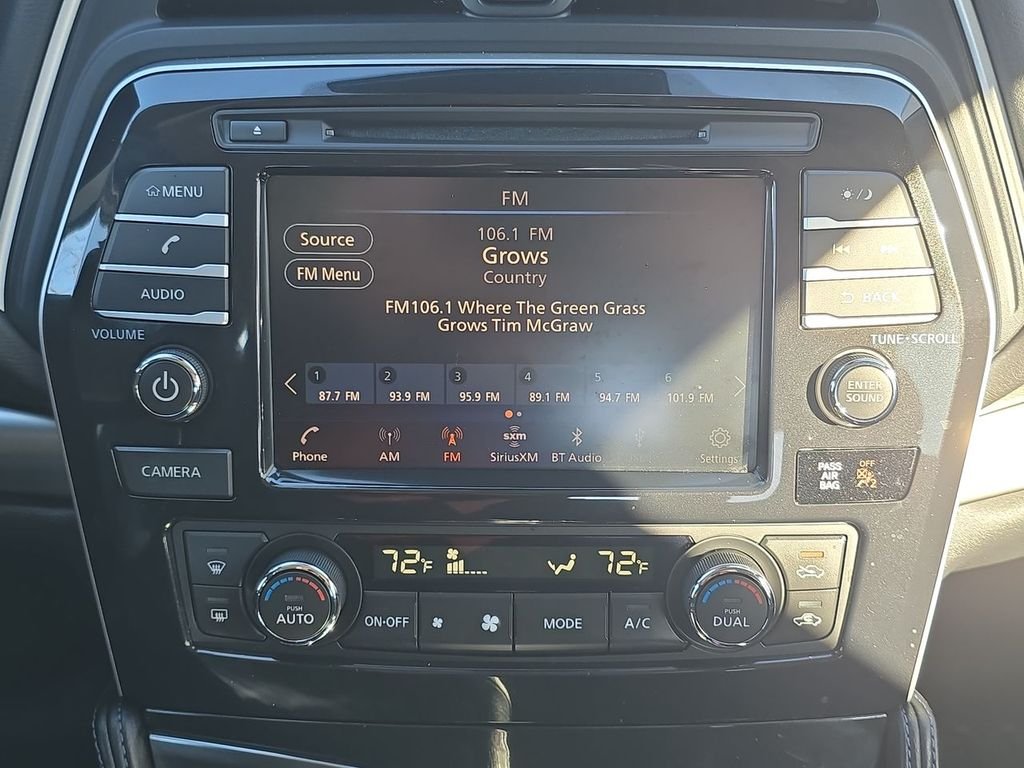 MENU
AUDIO
VOLUME
CAMERA
FM
Source
FM Menu
106.1 FM
Grows
Country
FM106.1 Where The Green Grass
Grows Tim McGraw
1 2 3 4 5 6
87.7 FM 93.9 FM 95.9 FM 89.1 FM 94.7 FM 101.9 FM
sxm
Phone AM FM SiriusXM BT Audio Settings
BACK
TUNE•SCROLL
ENTER
SOUND
PASS
AIR
BAG
OFF
72°F 72°F
PUSH
AUTO
ON•OFF
MODE
A/C
PUSH
DUAL